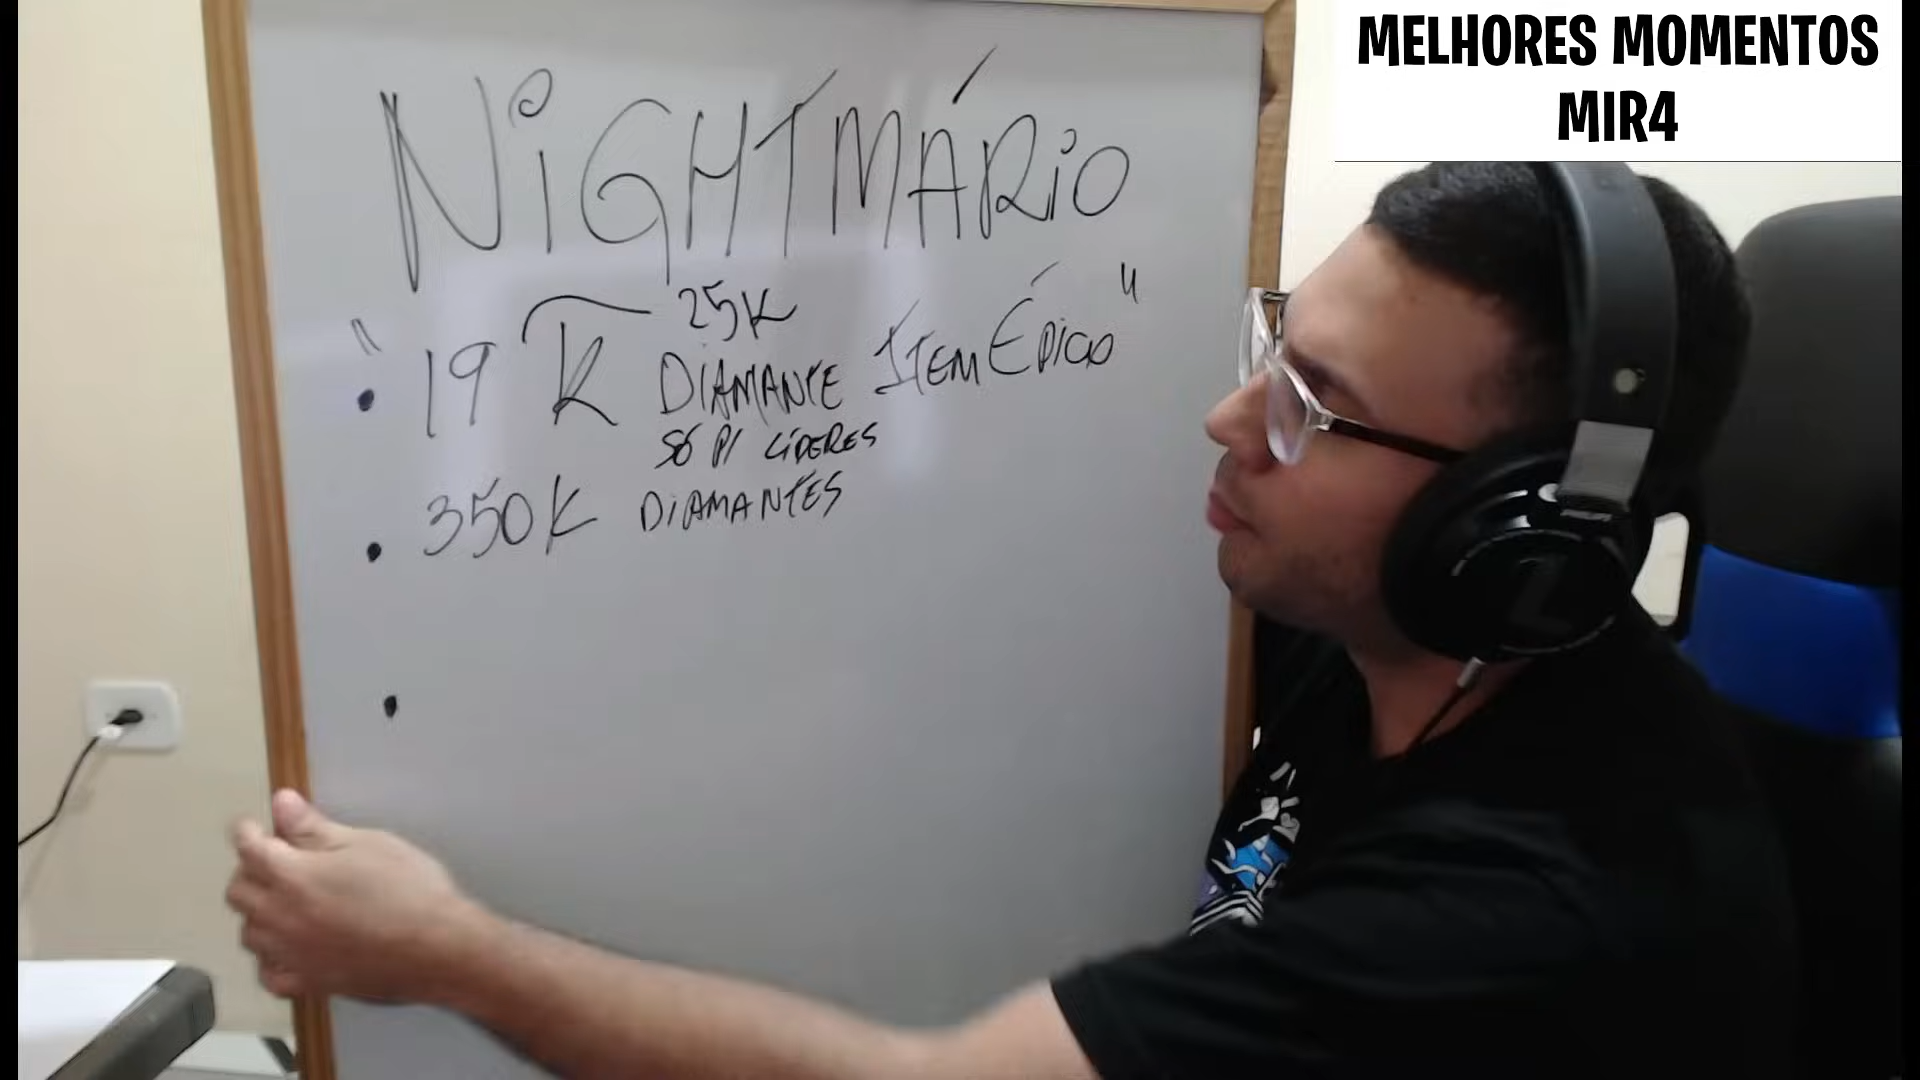 MELHORES MOMENTOS
MIR4
NiGHTMÁRiO
25K
" • 19 K DiAMANTE ITEM ÉPICO "
SÓ P/ LÍDERES
• 350K DiAMANTES
•